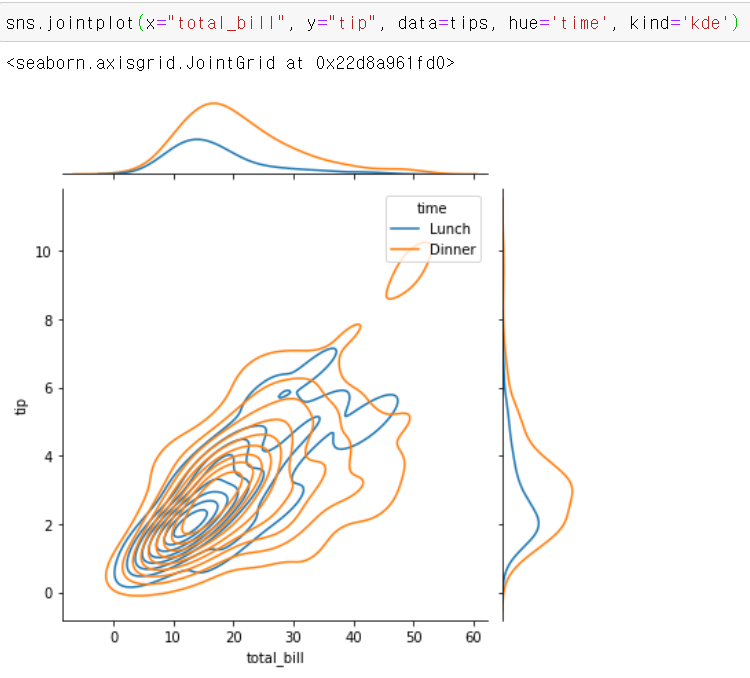 sns.jointplot(x="total_bill", y="tip", data=tips, hue='time', kind='kde')
<seaborn.axisgrid.JointGrid at 0x22d8a961fd0>
time
Lunch
Dinner
10
8
6
4
2
0
tip
0 10 20 30 40 50 60
total_bill